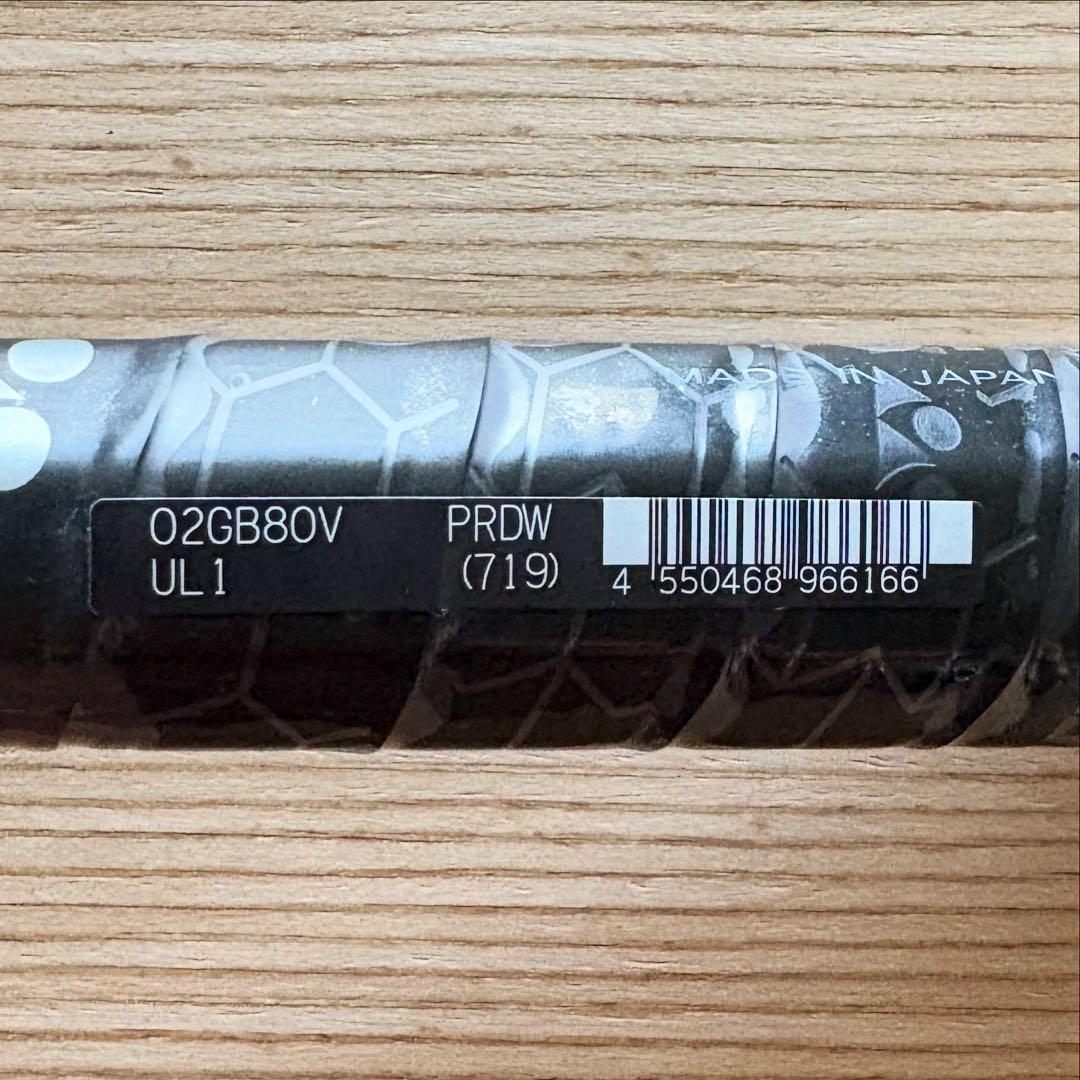 MADE IN JAPAN
02GB80V PRDW
UL1 (719)
4 550468 966166